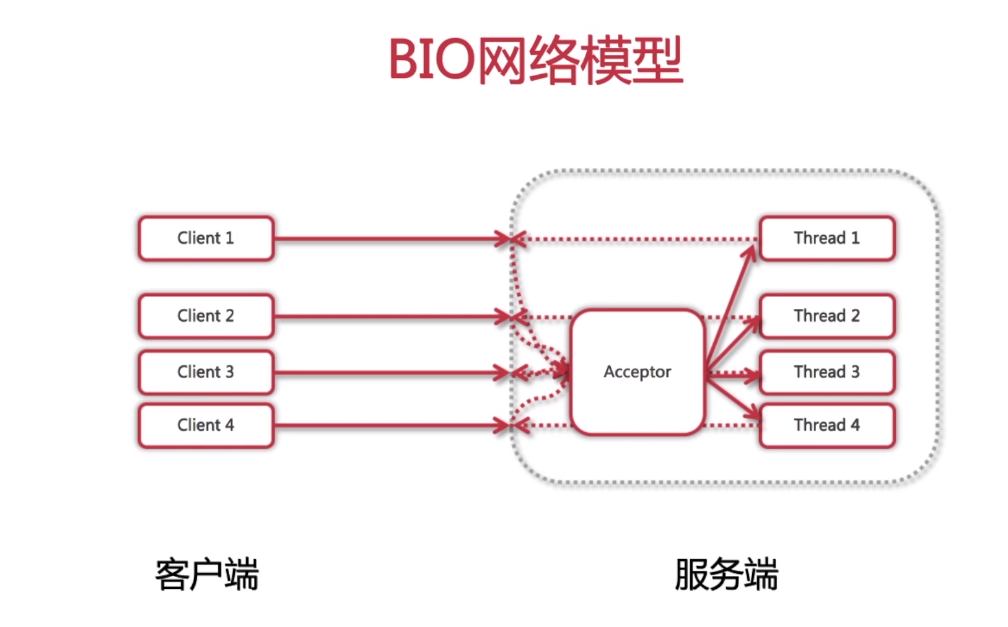 BIO网络模型
Client 1
Thread 1
Client 2
Thread 2
Client 3
Acceptor
Thread 3
Client 4
Thread 4
客户端
服务端